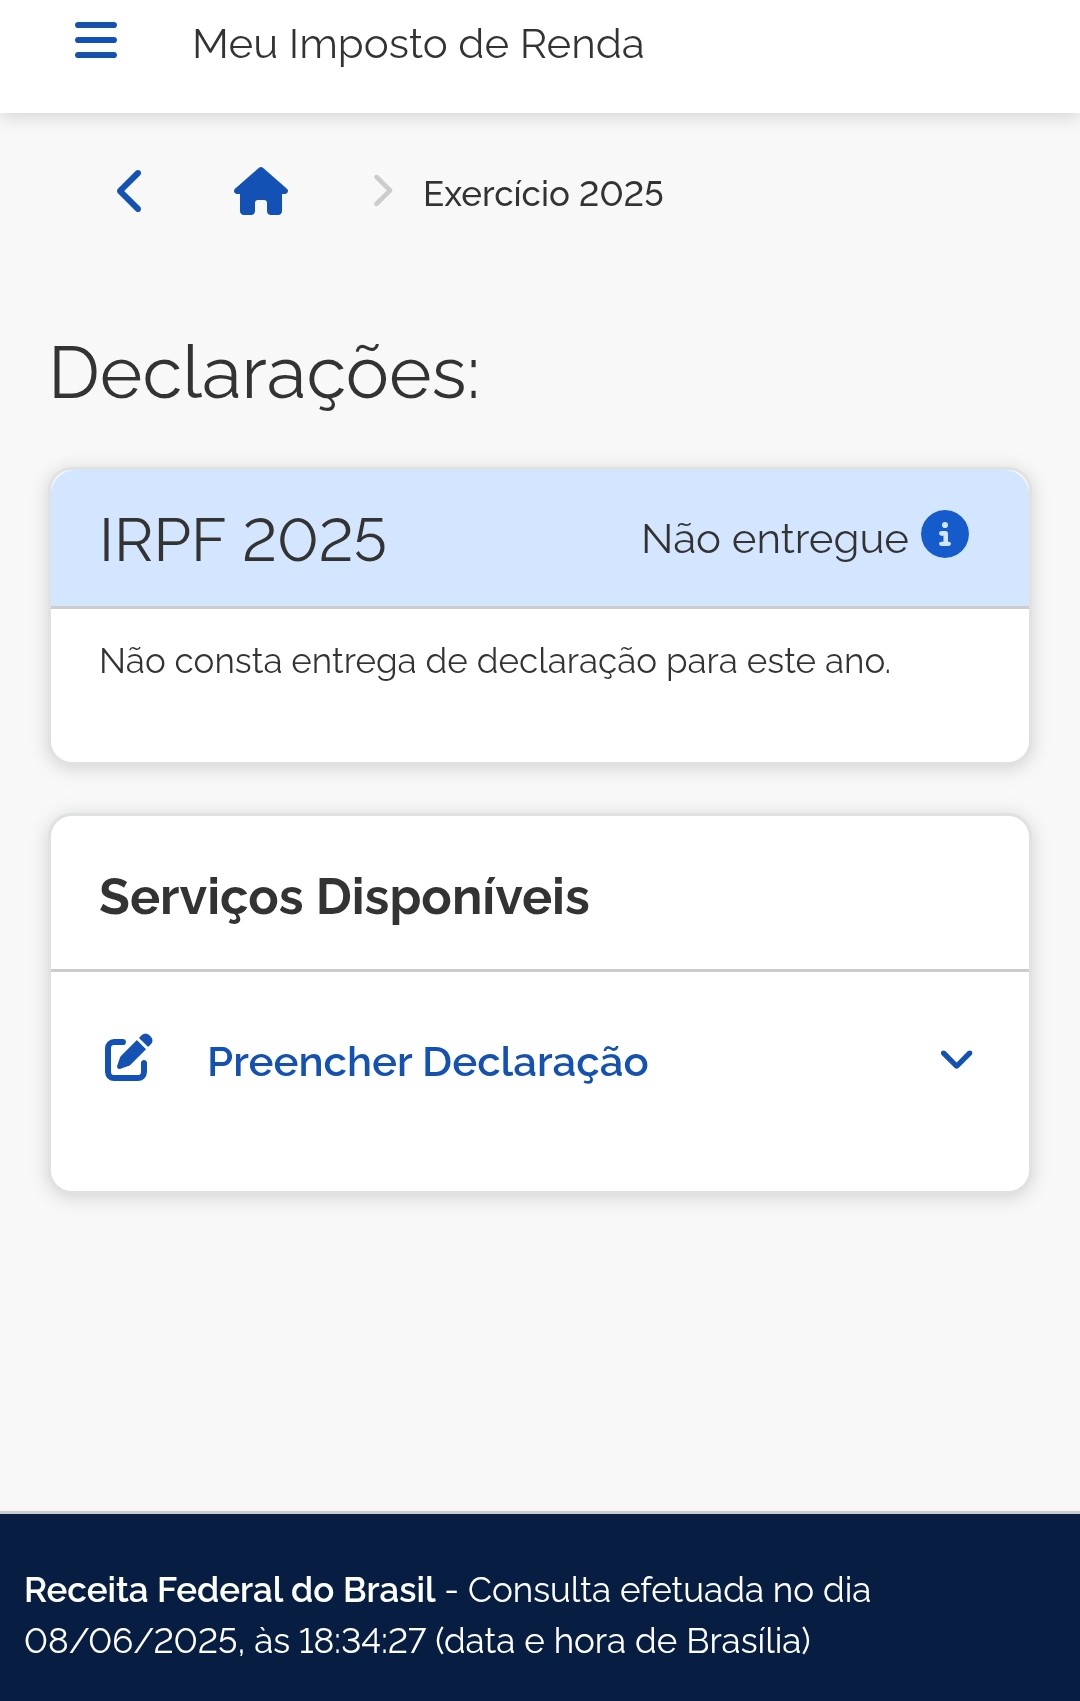 Meu Imposto de Renda
Exercício 2025
Declarações:
IRPF 2025
Não entregue
Não consta entrega de declaração para este ano.
Serviços Disponíveis
Preencher Declaração
Receita Federal do Brasil - Consulta efetuada no dia
08/06/2025, às 18:34:27 (data e hora de Brasília)